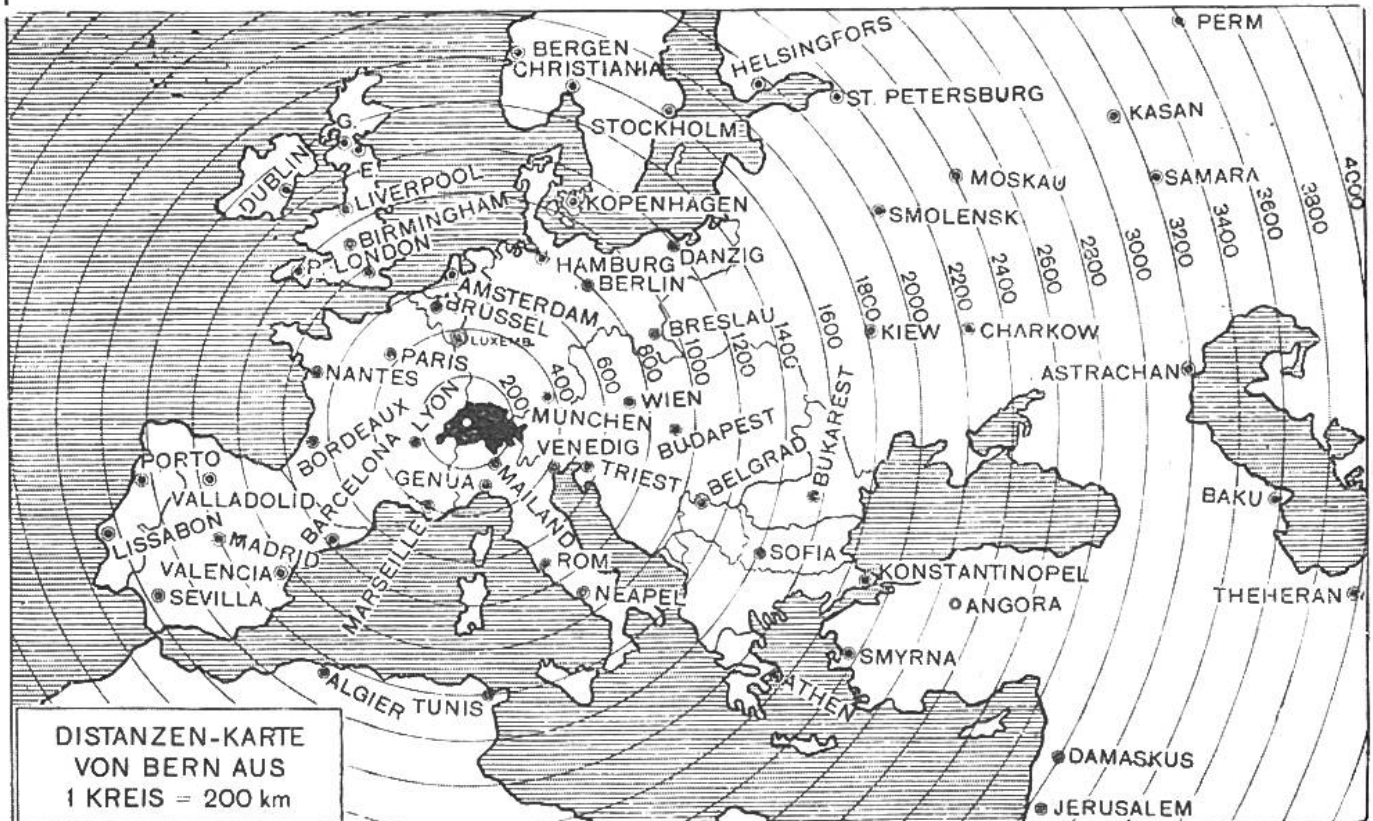 PERM
BERGEN
CHRISTIANIA
HELSINGFORS
ST. PETERSBURG
KASAN
STOCKHOLM
G.
E.
DUBLIN
LIVERPOOL
MOSKAU
SAMARA
KOPENHAGEN
SMOLENSK
BIRMINGHAM
P.
LONDON
HAMBURG
DANZIG
BERLIN
AMSTERDAM
BRÜSSEL
LUXEMB.
BRESLAU
KIEW
CHARKOW
PARIS
NANTES
ASTRACHAN
200
400
600
800
1000
1200
1400
1600
1800
2000
2200
2400
2600
2800
3000
3200
3400
3600
3800
4000
MÜNCHEN
WIEN
BORDEAUX
LYON
VENEDIG
BUDAPEST
PORTO
VALLADOLID
BARCELONA
GENUA
MAILAND
TRIEST
BELGRAD
BUKAREST
BAKU
LISSABON
MADRID
MARSEILLE
ROM
SOFIA
KONSTANTINOPEL
VALENCIA
SEVILLA
NEAPEL
ANGORA
THEHERAN
SMYRNA
ATHEN
ALGIER
TUNIS
DAMASKUS
JERUSALEM
DISTANZEN-KARTE
VON BERN AUS
1 KREIS = 200 km